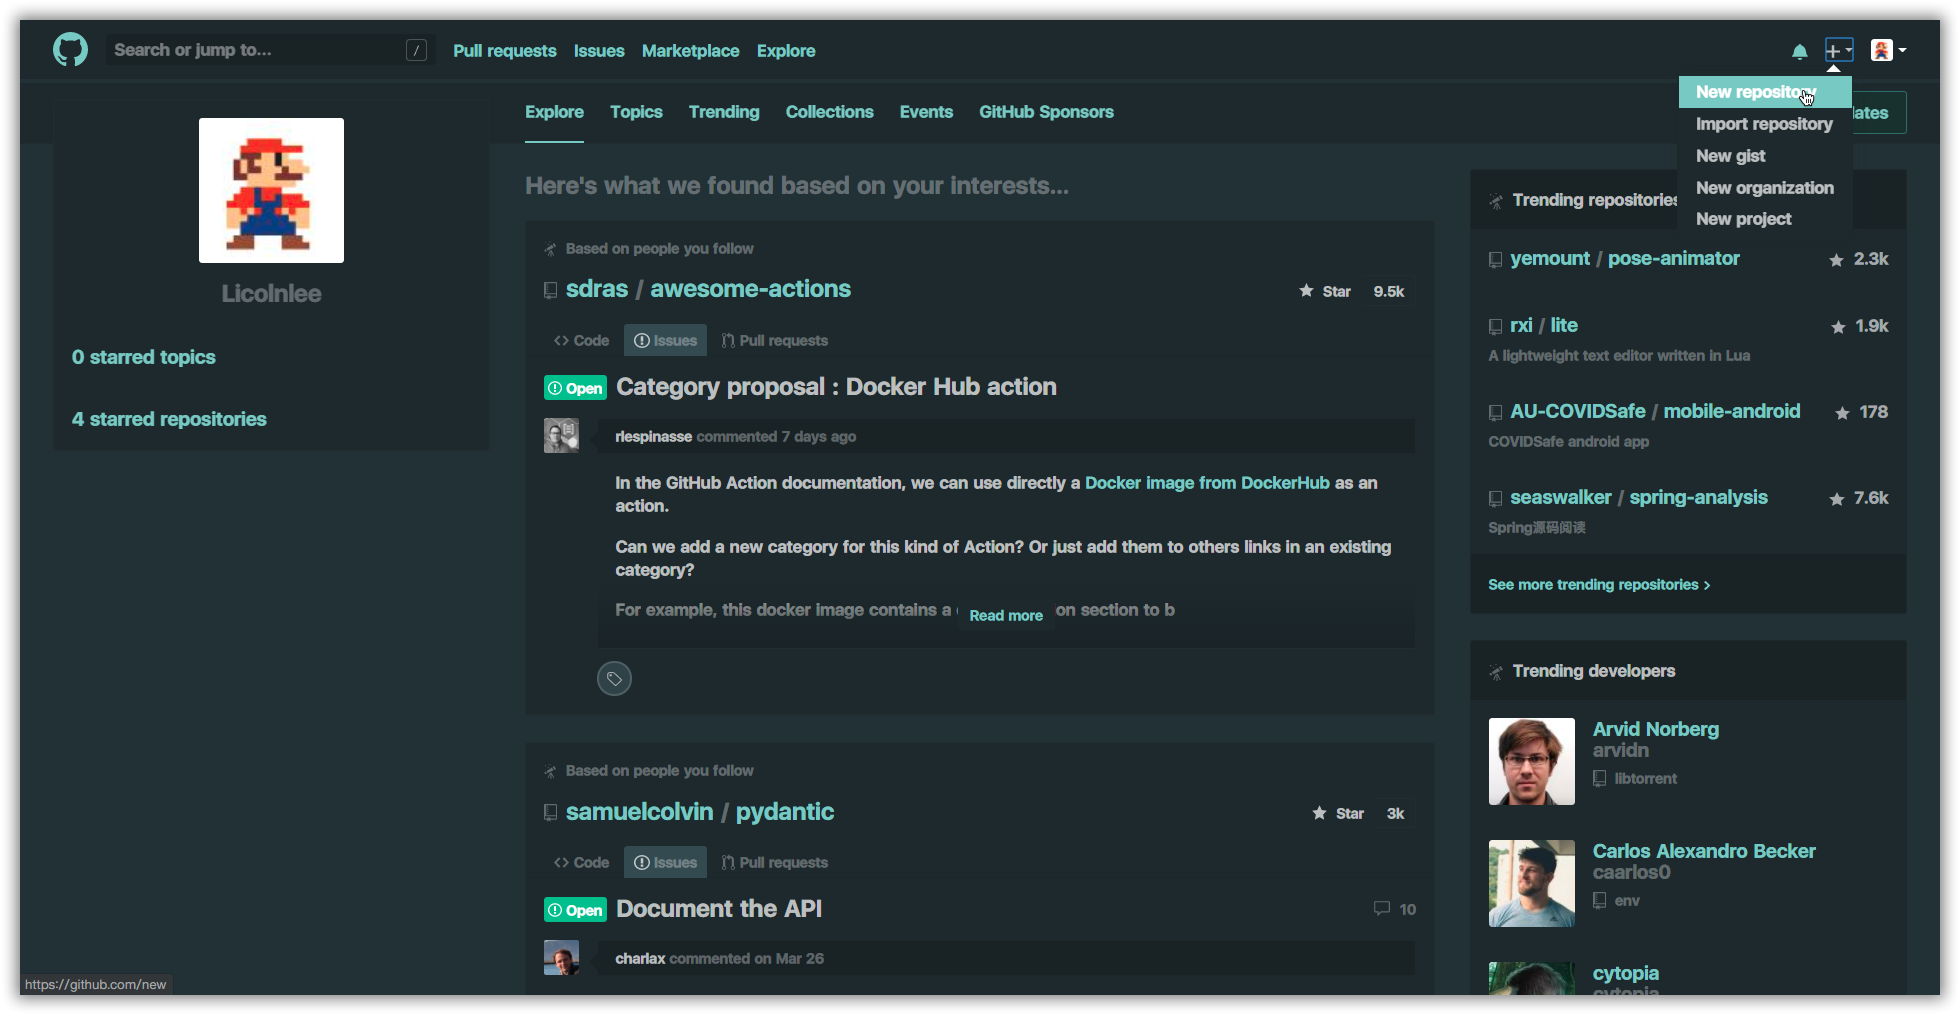 Search or jump to...
/
Pull requests Issues Marketplace Explore
New repository
Import repository
New gist
New organization
New project
Explore Topics Trending Collections Events GitHub Sponsors
Licolnlee
0 starred topics
4 starred repositories
Here's what we found based on your interests...
Based on people you follow
sdras / awesome-actions
Star 9.5k
Code Issues Pull requests
Open Category proposal : Docker Hub action
rlespinasse commented 7 days ago
In the GitHub Action documentation, we can use directly a Docker image from DockerHub as an
action.
Can we add a new category for this kind of Action? Or just add them to others links in an existing
category?
For example, this docker image contains a
Read more
on section to b
Based on people you follow
samuelcolvin / pydantic
Star 3k
Code Issues Pull requests
Open Document the API
10
charlax commented on Mar 26
Trending repositories
yemount / pose-animator
2.3k
rxi / lite
1.9k
A lightweight text editor written in Lua
AU-COVIDSafe / mobile-android
178
COVIDSafe android app
seaswalker / spring-analysis
7.6k
Spring源码阅读
See more trending repositories >
Trending developers
Arvid Norberg
arvidn
libtorrent
Carlos Alexandro Becker
caarlos0
env
cytopia
cytopia
https://github.com/new